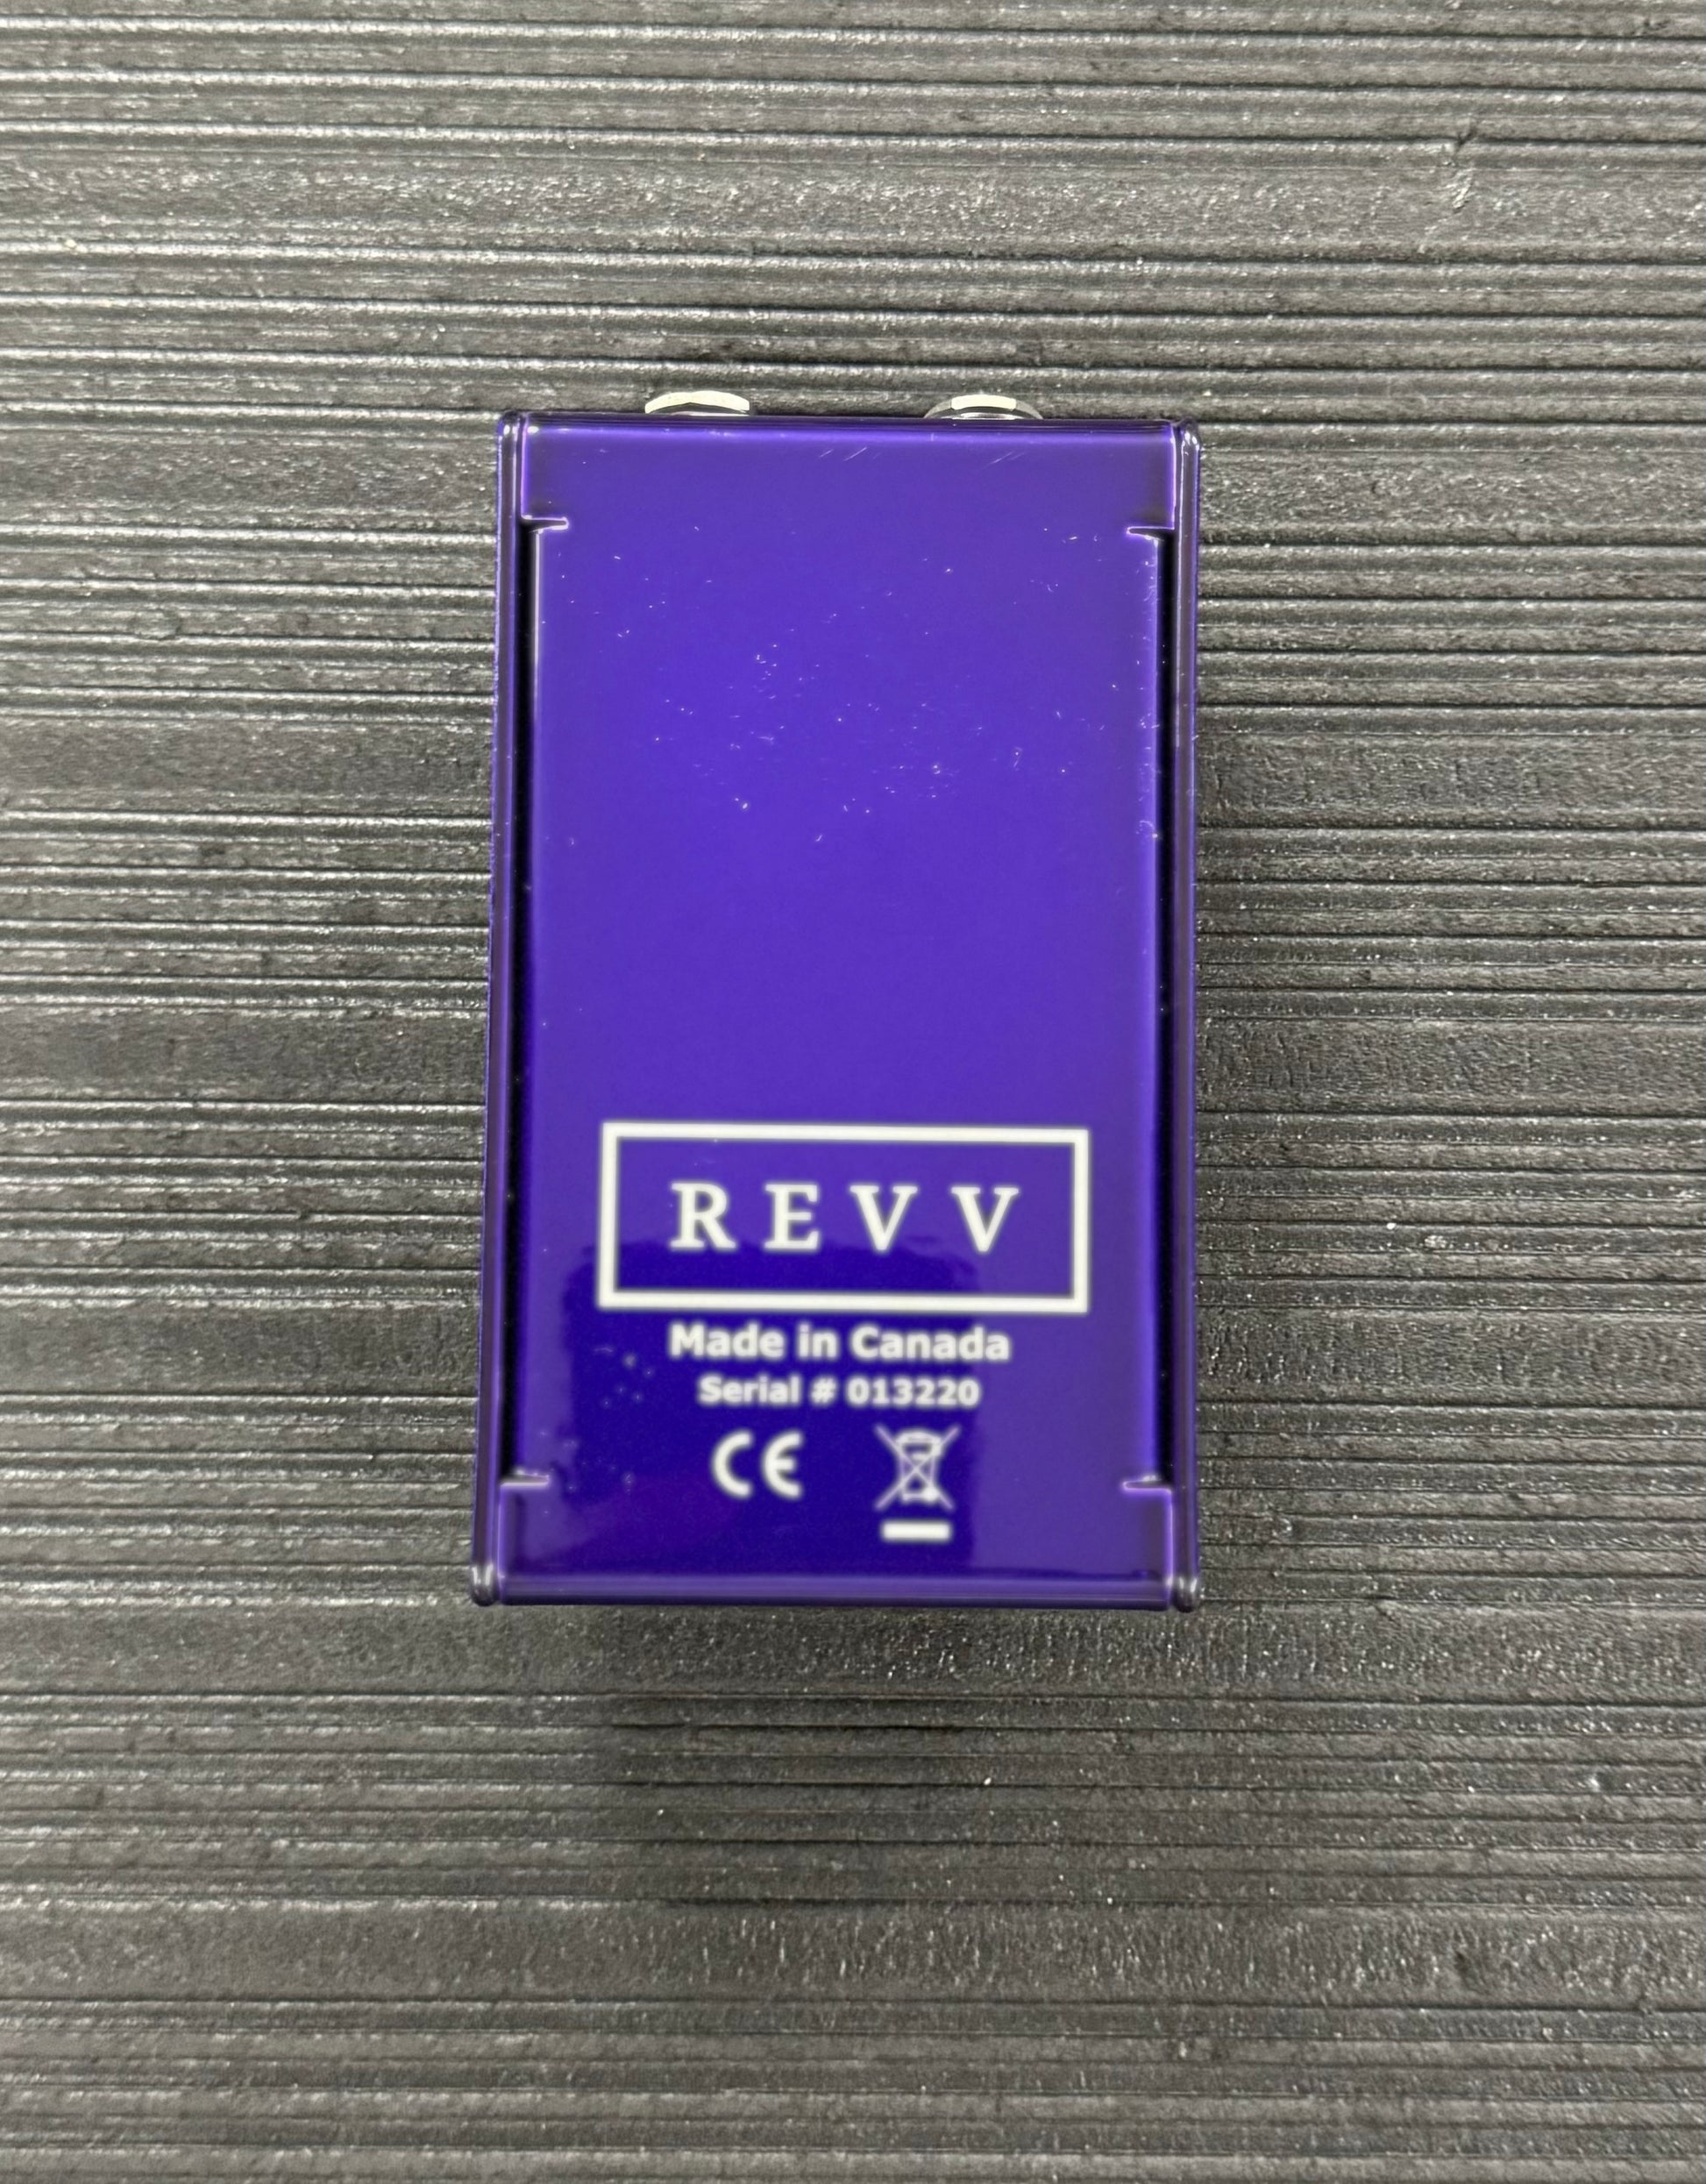 REVV
Made in Canada
Serial # 013220
CE